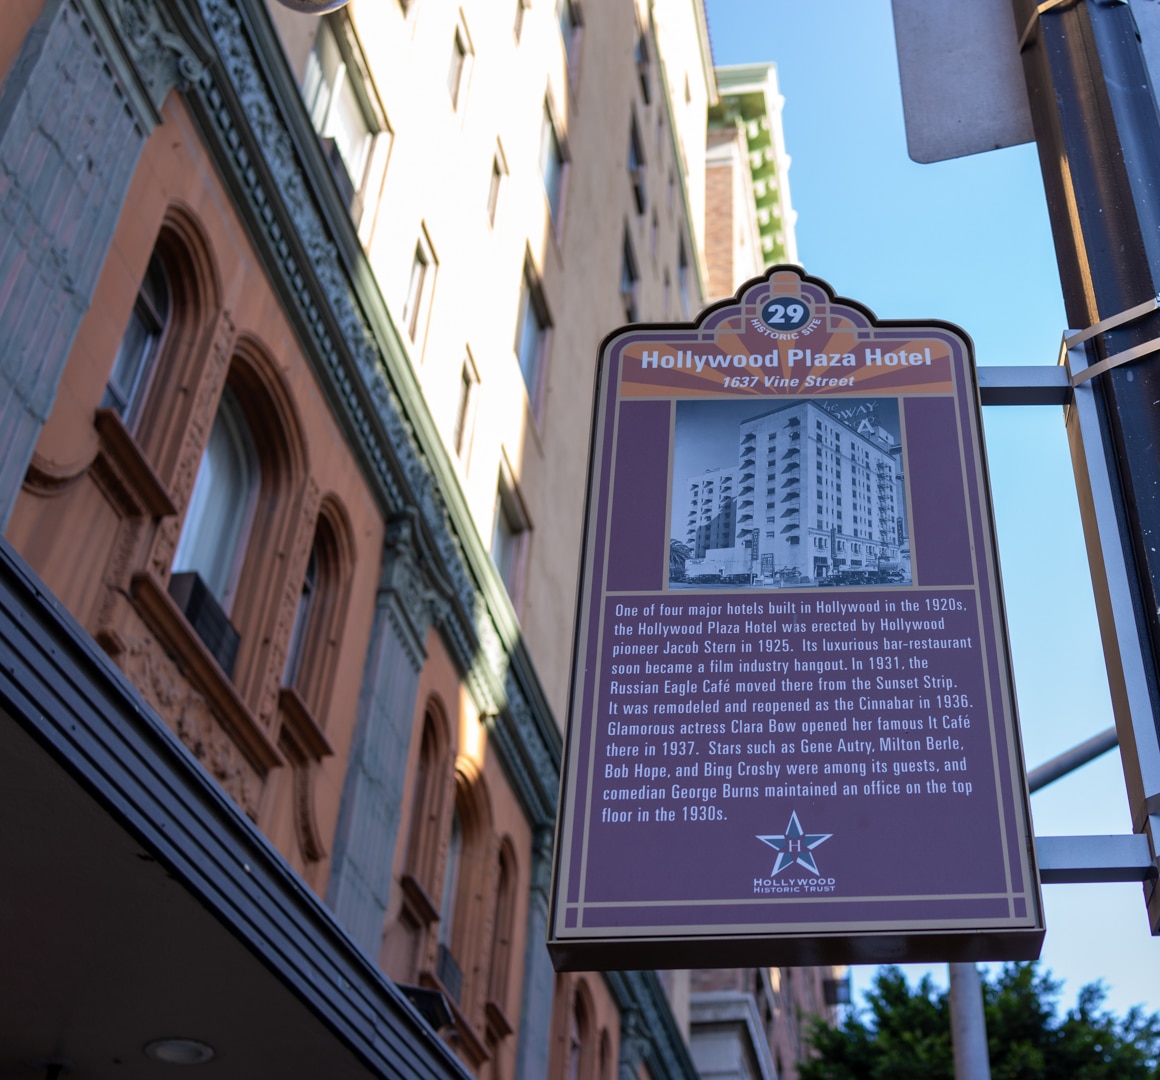 29
HISTORIC SITE
Hollywood Plaza Hotel
1637 Vine Street
the
A
One of four major hotels built in Hollywood in the 1920s,
the Hollywood Plaza Hotel was erected by Hollywood
pioneer Jacob Stern in 1925. Its luxurious bar-restaurant
soon became a film industry hangout. In 1931, the
Russian Eagle Café moved there from the Sunset Strip.
It was remodeled and reopened as the Cinnabar in 1936.
Glamorous actress Clara Bow opened her famous It Café
there in 1937. Stars such as Gene Autry, Milton Berle,
Bob Hope, and Bing Crosby were among its guests, and
comedian George Burns maintained an office on the top
floor in the 1930s.
H
HOLLYWOOD
HISTORIC TRUST